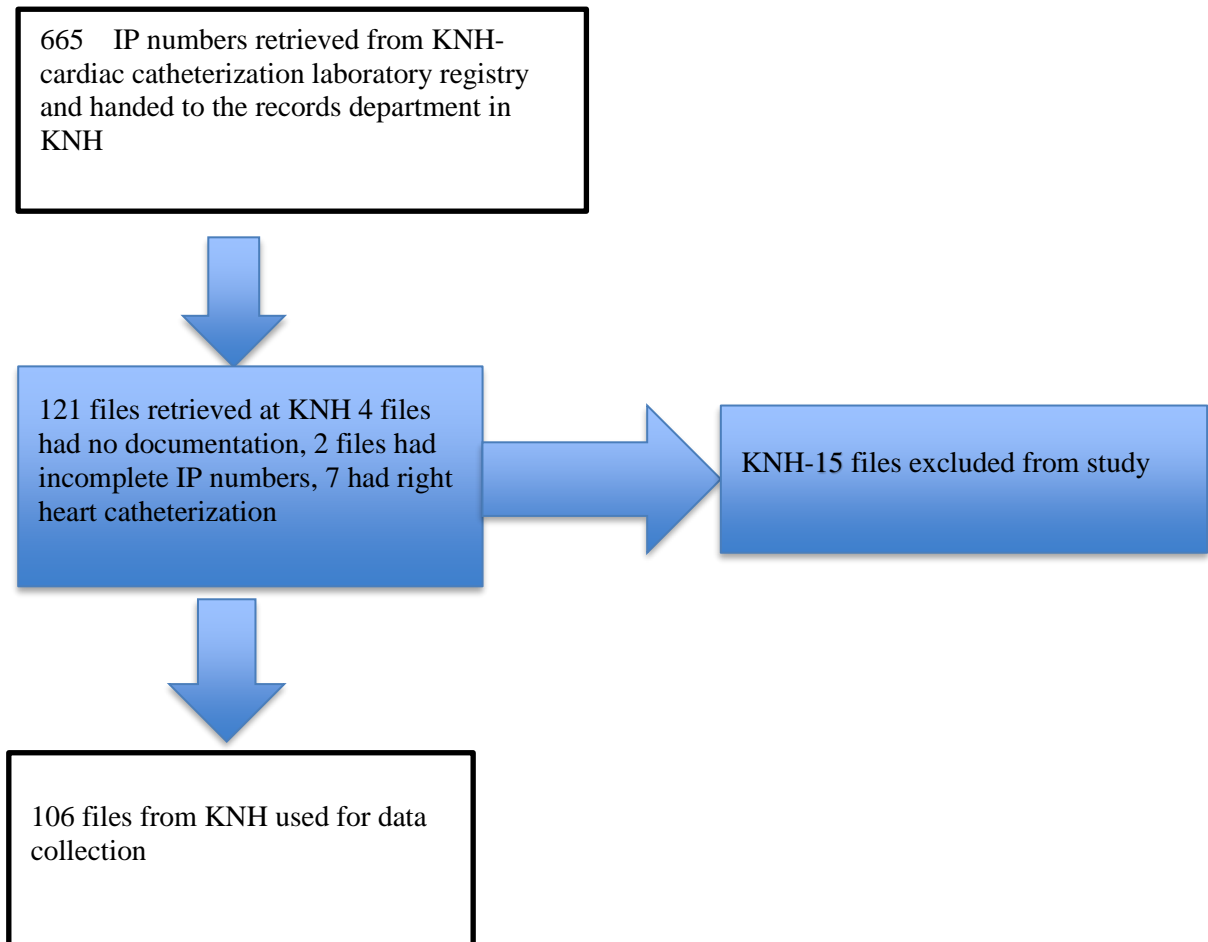 665 IP numbers retrieved from KNH-
cardiac catheterization laboratory registry
and handed to the records department in
KNH
121 files retrieved at KNH 4 files
had no documentation, 2 files had
incomplete IP numbers, 7 had right
heart catheterization
KNH-15 files excluded from study
106 files from KNH used for data
collection